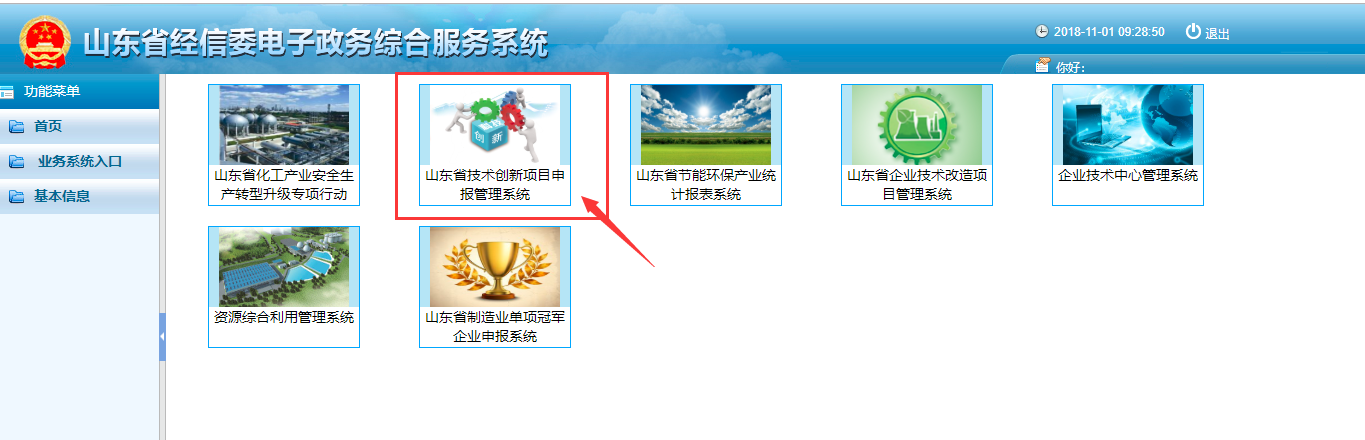 山东省经信委电子政务综合服务系统
2018-11-01 09:28:50
退出
你好:
功能菜单
首页
业务系统入口
基本信息
山东省化工产业安全生
产转型升级专项行动
创新
山东省技术创新项目申
报管理系统
山东省节能环保产业统
计报表系统
山东省企业技术改造项
目管理系统
企业技术中心管理系统
资源综合利用管理系统
山东省制造业单项冠军
企业申报系统